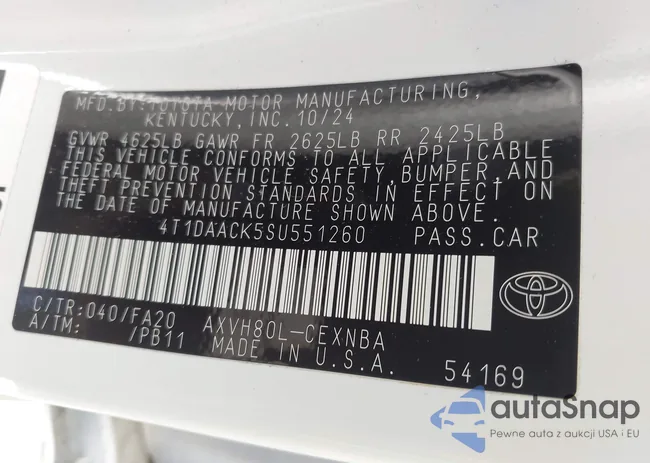 MFD.BY:TOYOTA MOTOR MANUFACTURING,
KENTUCKY,INC.10/24
GVWR 4625LB GAWR FR 2625LB RR 2425LB
THIS VEHICLE CONFORMS TO ALL APPLICABLE
FEDERAL MOTOR VEHICLE SAFETY,BUMPER,AND
THEFT PREVENTION STANDARDS IN EFFECT ON
THE DATE OF MANUFACTURE SHOWN ABOVE.
4T1DAACK5SU551260 PASS.CAR
C/TR:040/FA20 AXVH80L-CEXNBA
A/TM: /PB11 MADE IN U.S.A.
54169
autaSnap
Pewne auta z aukcji USA i EU